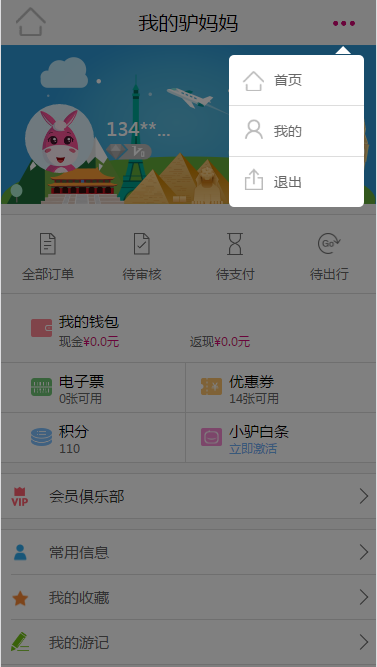 我的驴妈妈
首页
134**...
V0
我的
退出
全部订单 待审核 待支付 待出行
我的钱包
现金¥0.0元 返现¥0.0元
电子票 优惠券
0张可用 14张可用
积分 小驴白条
110 立即激活
VIP 会员俱乐部
常用信息
我的收藏
我的游记